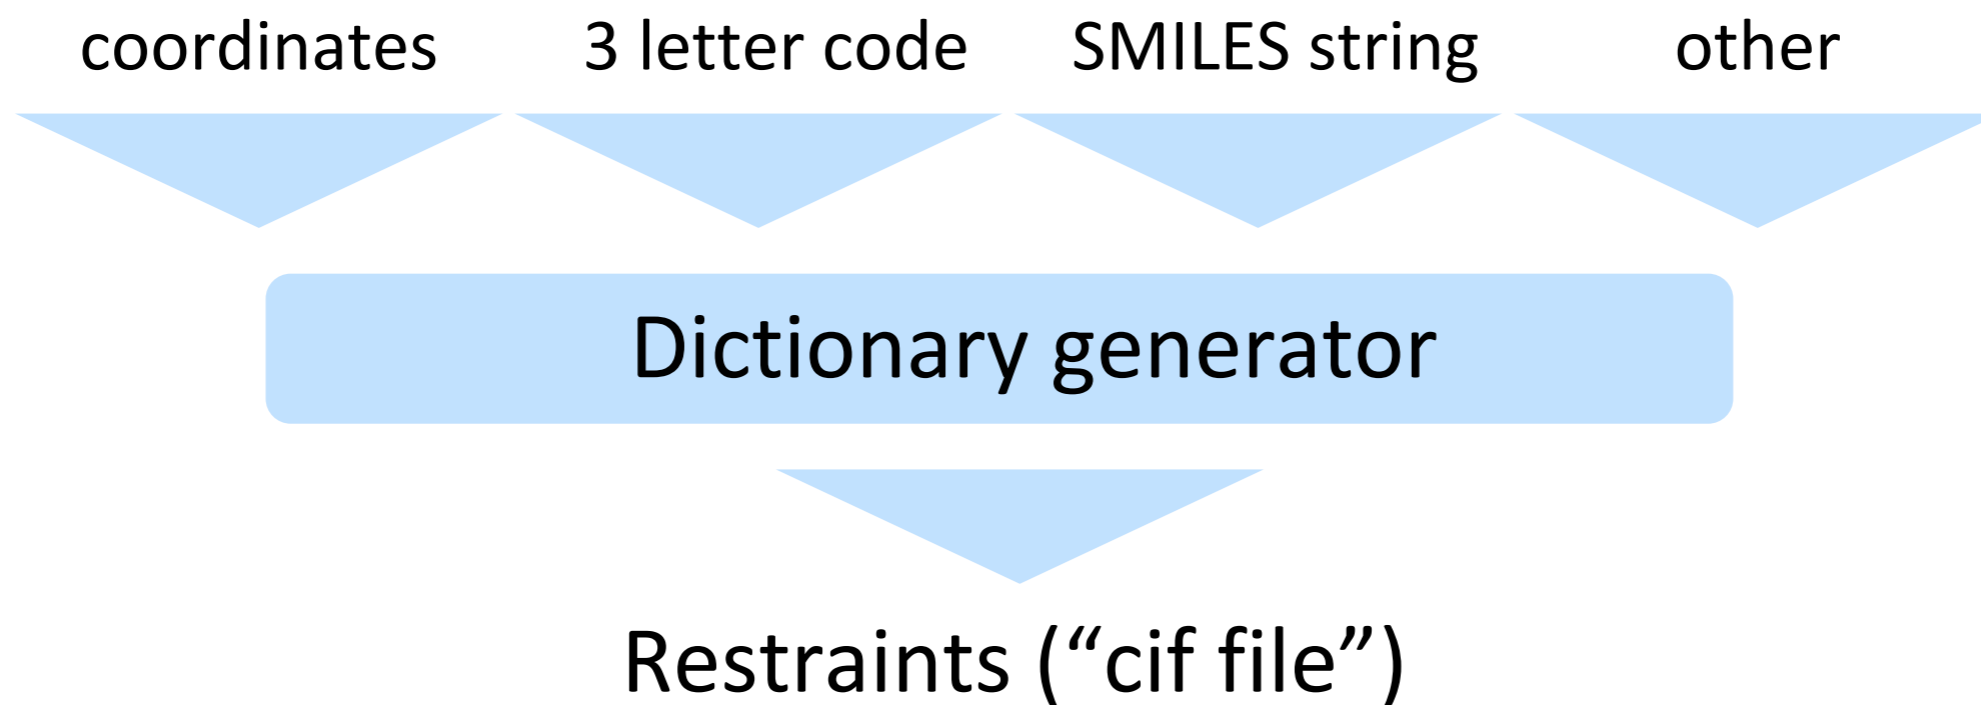 coordinates 3 letter code SMILES string other
Dictionary generator
Restraints (“cif file”)